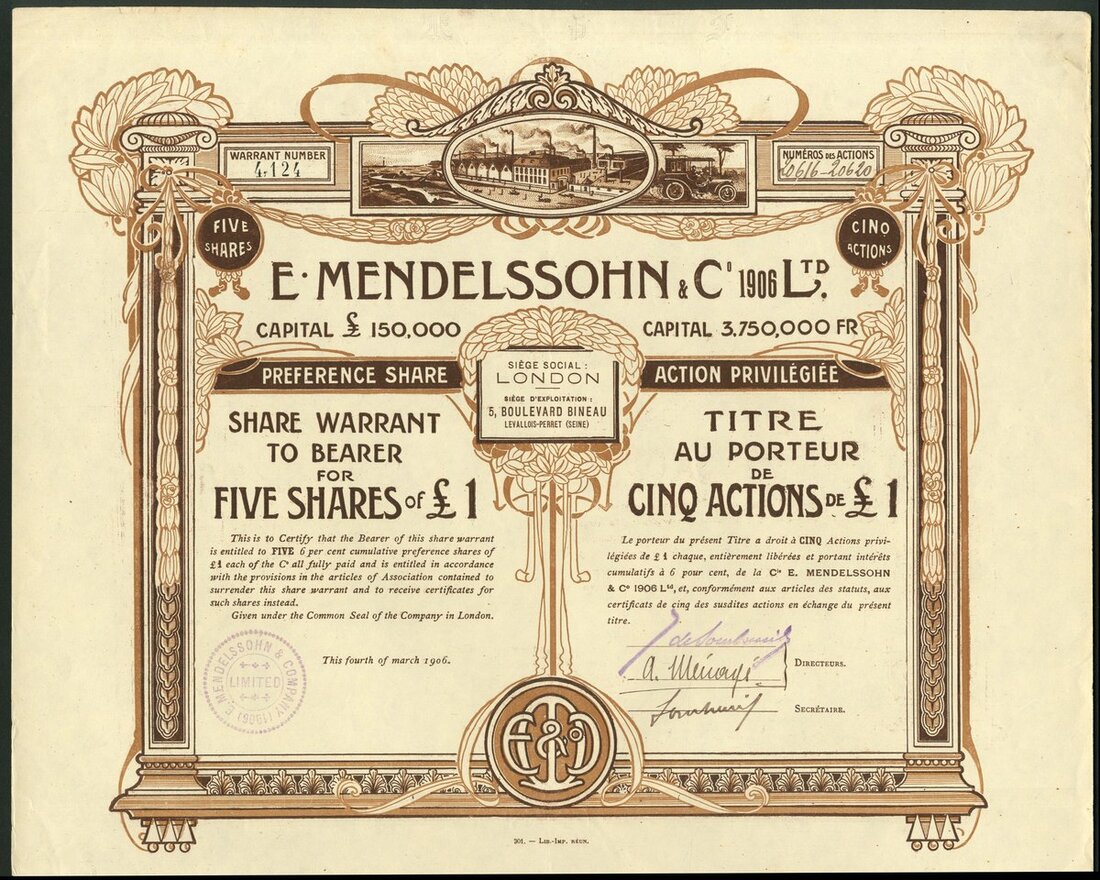 WARRANT NUMBER
4,124
NUMÉROS DES ACTIONS
20616-20620
FIVE
SHARES
CINQ
ACTIONS
E. MENDELSSOHN & Cº 1906 LTD.
CAPITAL £ 150,000
CAPITAL 3.750,000 FR
SIÈGE SOCIAL:
LONDON
SIÈGE D'EXPLOITATION:
5, BOULEVARD BINEAU
LEVALLOIS-PERRET (SEINE)
PREFERENCE SHARE
SHARE WARRANT
TO BEARER
FOR
FIVE SHARES of £ 1
This is to Certify that the Bearer of this share warrant
is entitled to FIVE 6 per cent cumulative preference shares of
£1 each of the Cº all fully paid and is entitled in accordance
with the provisions in the articles of Association contained to
surrender this share warrant and to receive certificates for
such shares instead.
Given under the Common Seal of the Company in London.
This fourth of march 1906.
E. MENDELSSOHN & COMPANY (1906)
LIMITED
ACTION PRIVILÉGIÉE
TITRE
AU PORTEUR
DE
CINQ ACTIONS DE £ 1
Le porteur du présent Titre a droit à CINQ Actions privi-
légiées de £ 1 chaque, entièrement libérées et portant intérêts
cumulatifs à 6 pour cent, de la Cie E. MENDELSSOHN
& Cº 1906 Ltd, et, conformément aux articles des statuts, aux
certificats de cinq des susdites actions en échange du présent
titre.
A. Ménagé
DIRECTEURS.
SECRÉTAIRE.
301. — LIB.-IMP. RÉUN.